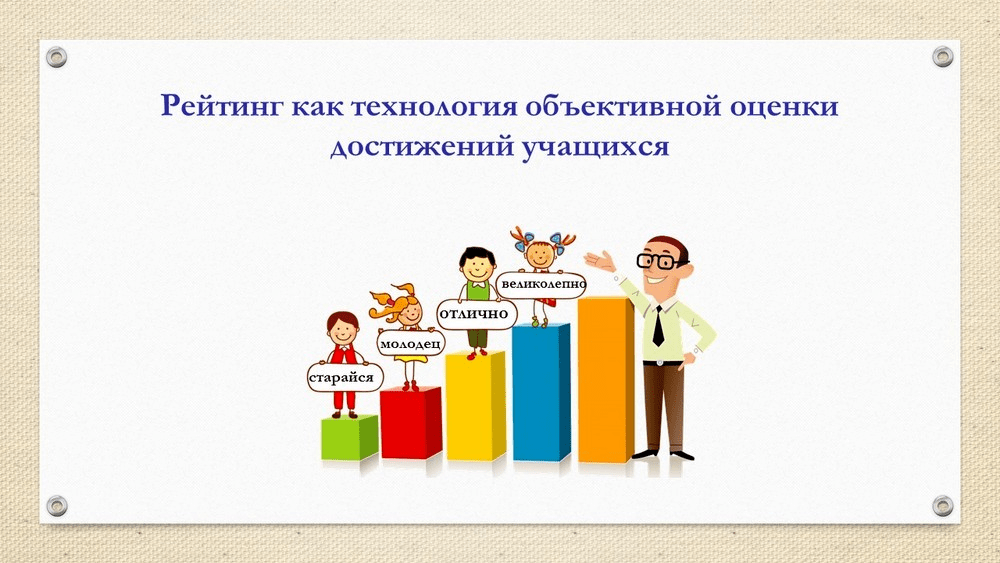 Рейтинг как технология объективной оценки
достижений учащихся
великолепно
отлично
молодец
старайся